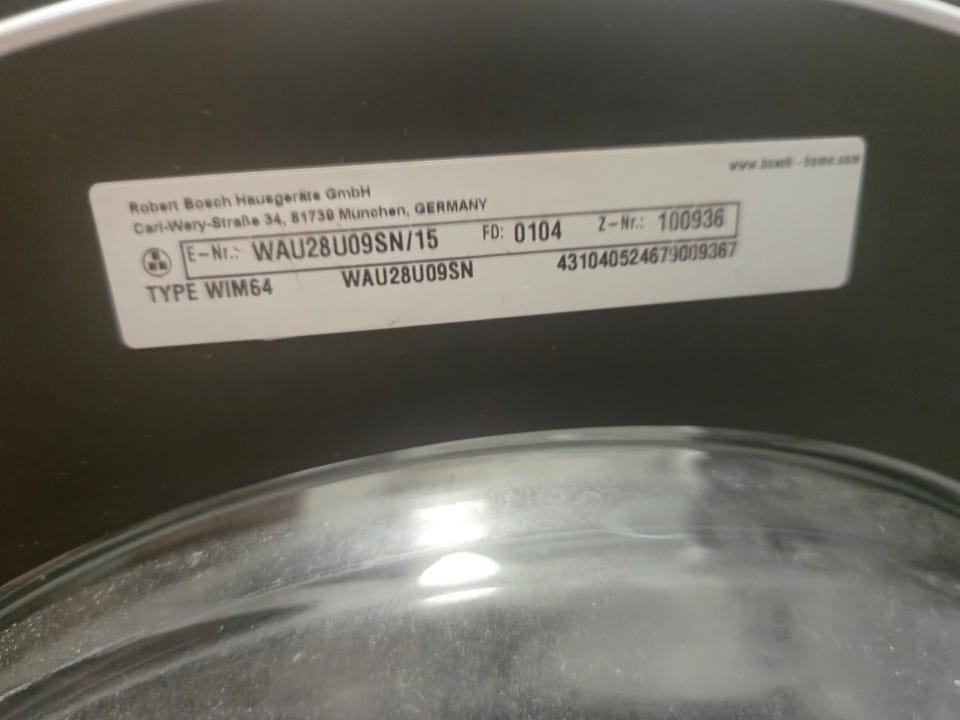 www.bosch-home.com
Robert Bosch Hausgeräte GmbH
Carl-Wery-Straße 34, 81739 München, GERMANY
E-Nr.: WAU28U09SN/15 FD: 0104 Z-Nr.: 100936
TYPE WIM64 WAU28U09SN 431040524679009367